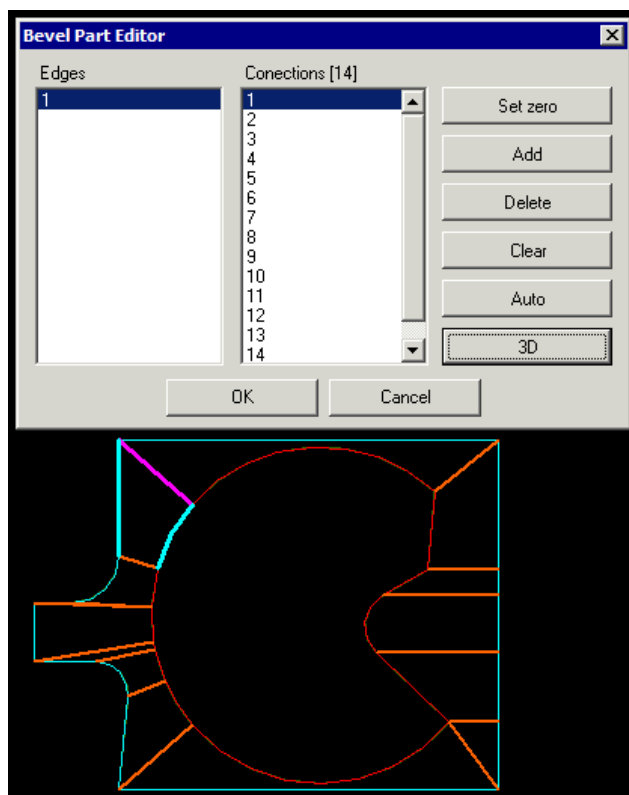 Bevel Part Editor
Edges
Conections [14]
1
1
2
3
4
5
6
7
8
9
10
11
12
13
14
Set zero
Add
Delete
Clear
Auto
3D
OK
Cancel